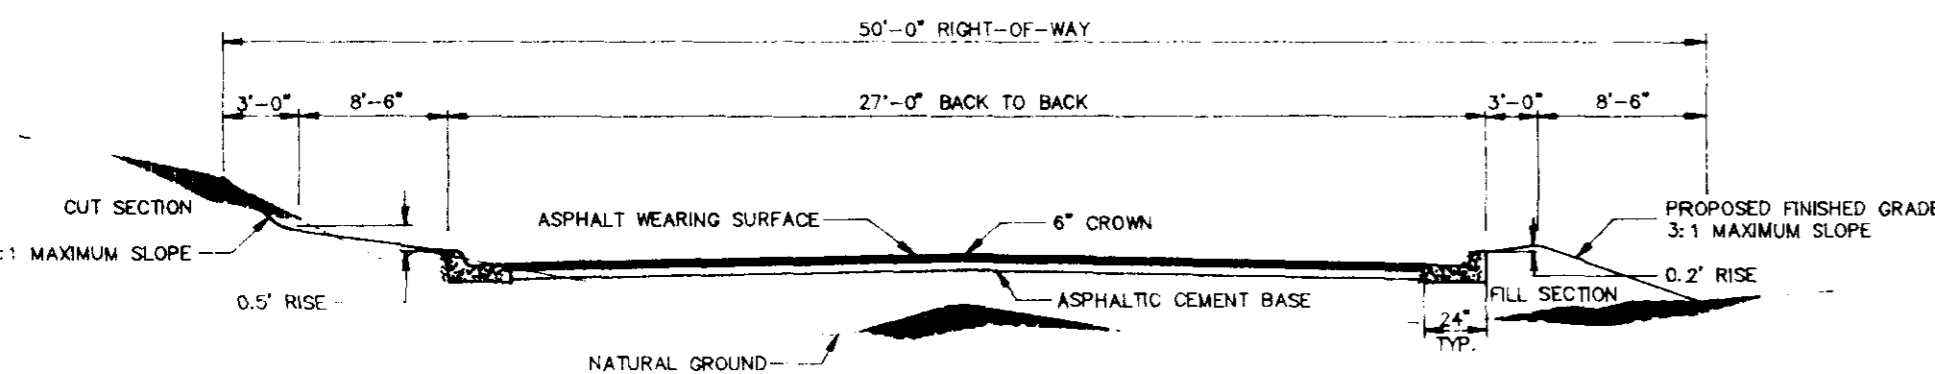 50'-0" RIGHT-OF-WAY
3'-0" 8'-6" 27'-0" BACK TO BACK 3'-0" 8'-6"
CUT SECTION
:1 MAXIMUM SLOPE
0.5' RISE
ASPHALT WEARING SURFACE
6" CROWN
ASPHALTIC CEMENT BASE
NATURAL GROUND
PROPOSED FINISHED GRADE
3:1 MAXIMUM SLOPE
0.2' RISE
FILL SECTION
24"
TYP.